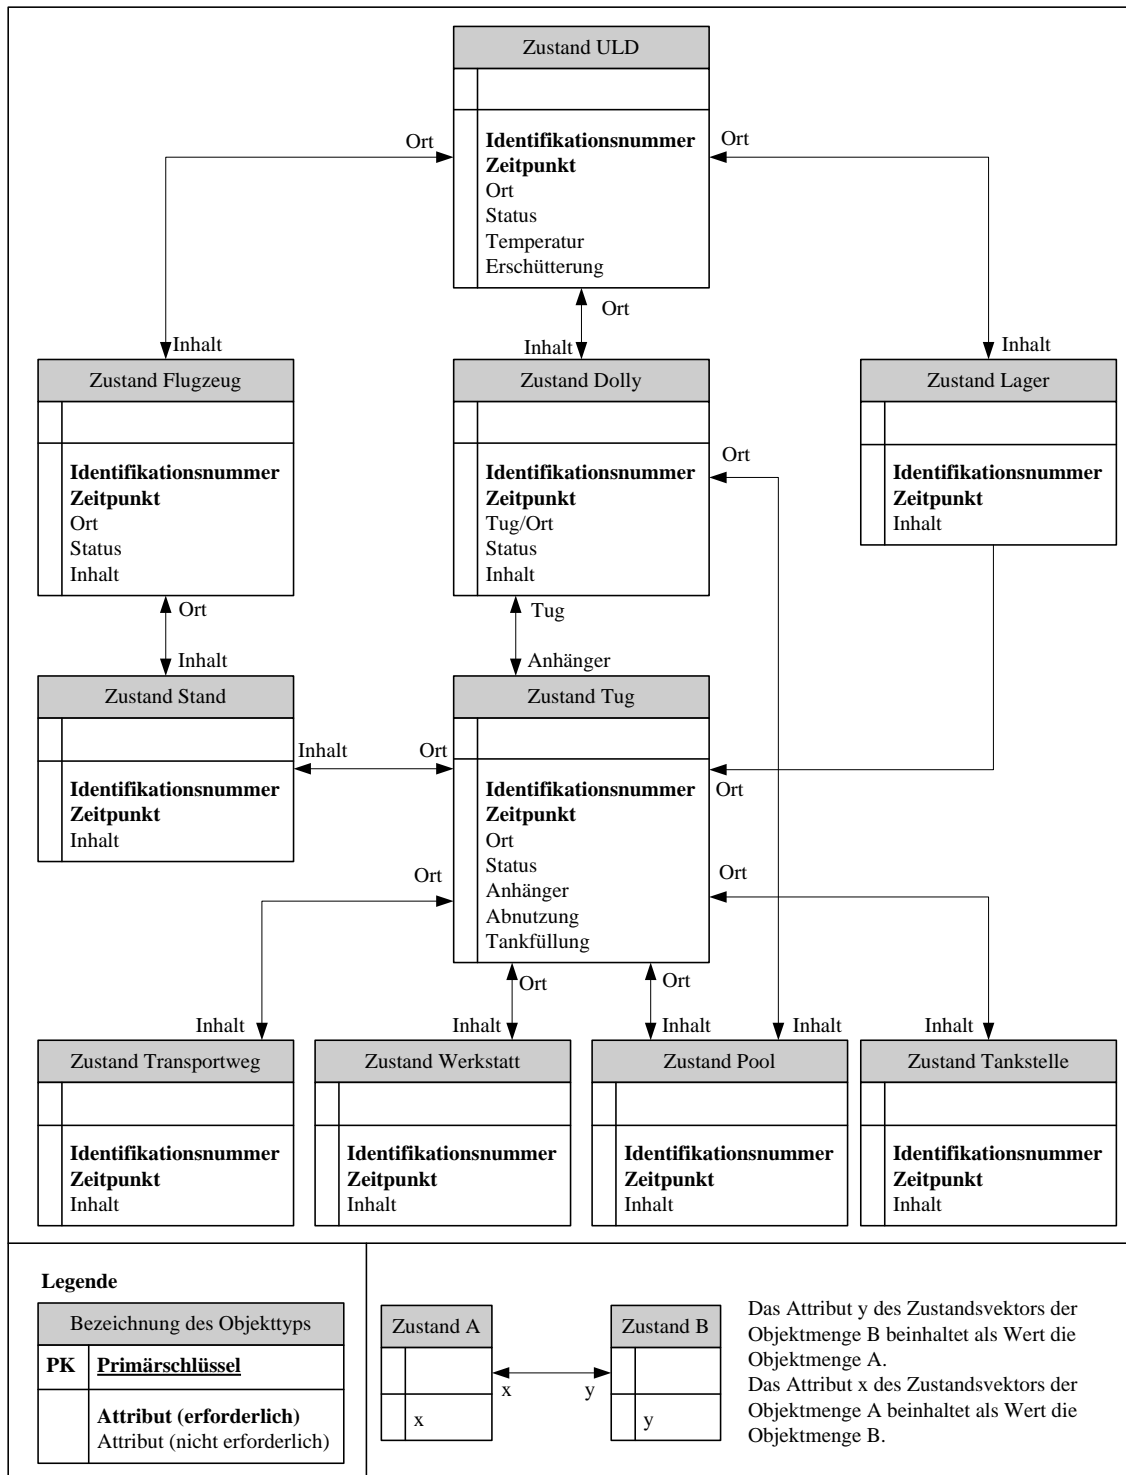 Zustand ULD
Identifikationsnummer
Zeitpunkt
Ort
Status
Temperatur
Erschütterung
Ort
Ort
Ort
Inhalt
Inhalt
Inhalt
Zustand Flugzeug
Identifikationsnummer
Zeitpunkt
Ort
Status
Inhalt
Zustand Dolly
Identifikationsnummer
Zeitpunkt
Tug/Ort
Status
Inhalt
Ort
Zustand Lager
Identifikationsnummer
Zeitpunkt
Inhalt
Ort
Inhalt
Tug
Anhänger
Zustand Stand
Identifikationsnummer
Zeitpunkt
Inhalt
Inhalt
Ort
Zustand Tug
Identifikationsnummer
Zeitpunkt
Ort
Status
Anhänger
Abnutzung
Tankfüllung
Ort
Ort
Ort
Ort
Ort
Inhalt
Inhalt
Inhalt
Inhalt
Inhalt
Zustand Transportweg
Identifikationsnummer
Zeitpunkt
Inhalt
Zustand Werkstatt
Identifikationsnummer
Zeitpunkt
Inhalt
Zustand Pool
Identifikationsnummer
Zeitpunkt
Inhalt
Zustand Tankstelle
Identifikationsnummer
Zeitpunkt
Inhalt
Legende
Bezeichnung des Objekttyps
PK Primärschlüssel
Attribut (erforderlich)
Attribut (nicht erforderlich)
Zustand A
x
x
y
Zustand B
y
Das Attribut y des Zustandsvektors der
Objektmenge B beinhaltet als Wert die
Objektmenge A.
Das Attribut x des Zustandsvektors der
Objektmenge A beinhaltet als Wert die
Objektmenge B.